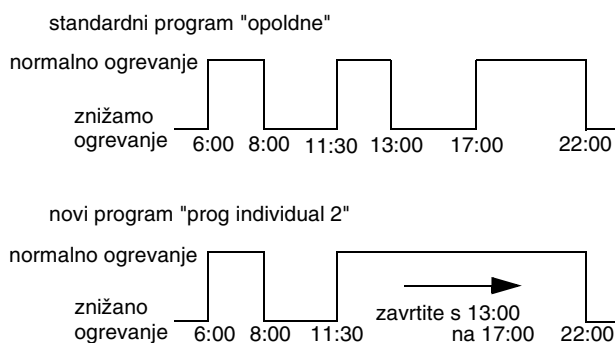 standardni program "opoldne"
normalno ogrevanje
znižamo
ogrevanje
6:00 8:00 11:30 13:00 17:00 22:00
novi program "prog individual 2"
normalno ogrevanje
znižano
ogrevanje
zavrtite s 13:00
na 17:00
6:00 8:00 11:30 22:00